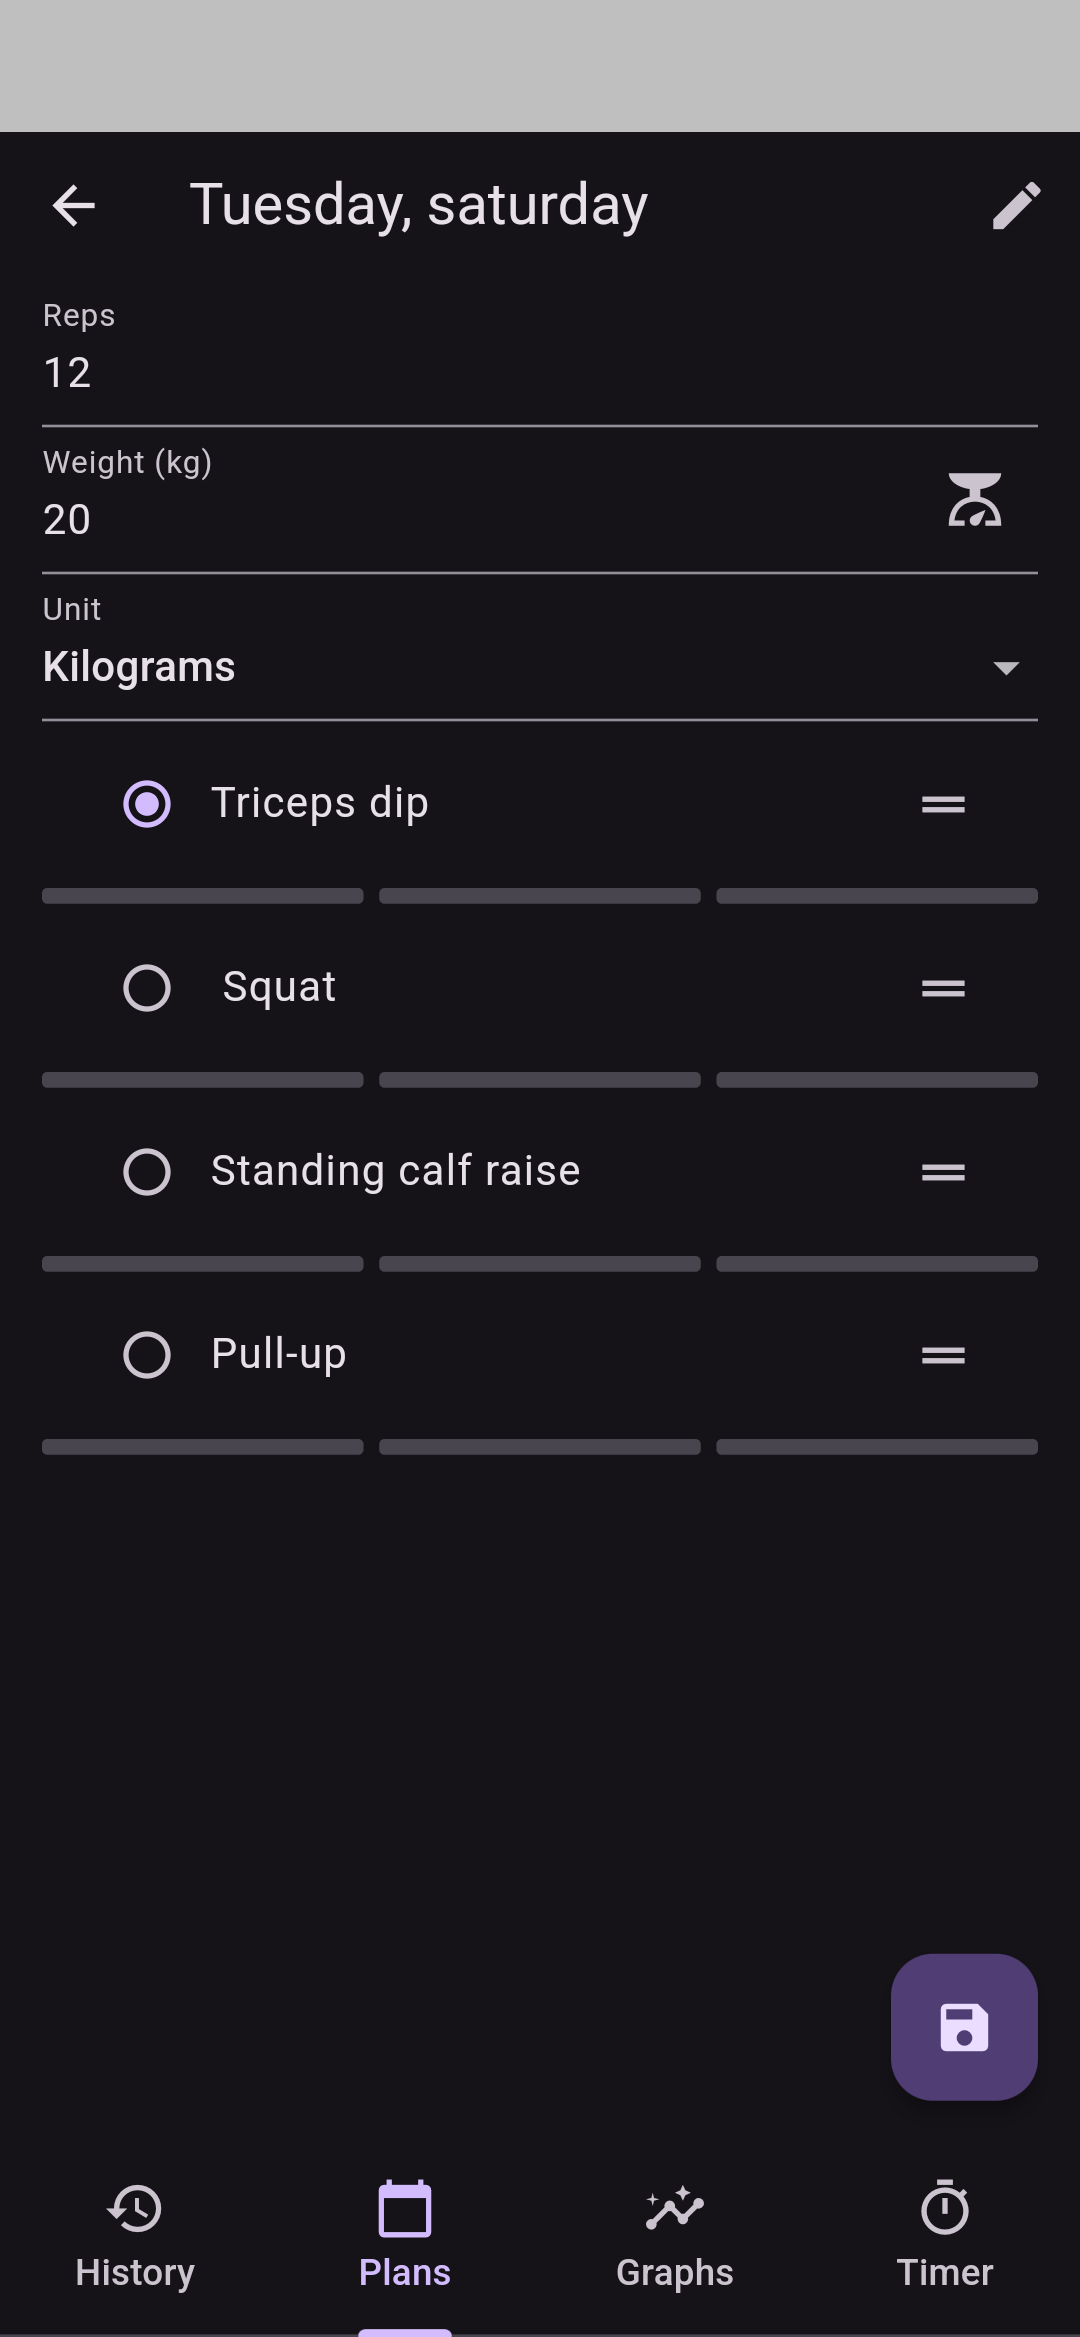 Tuesday, saturday
Reps
12
Weight (kg)
20
Unit
Kilograms
Triceps dip
Squat
Standing calf raise
Pull-up
History
Plans
Graphs
Timer